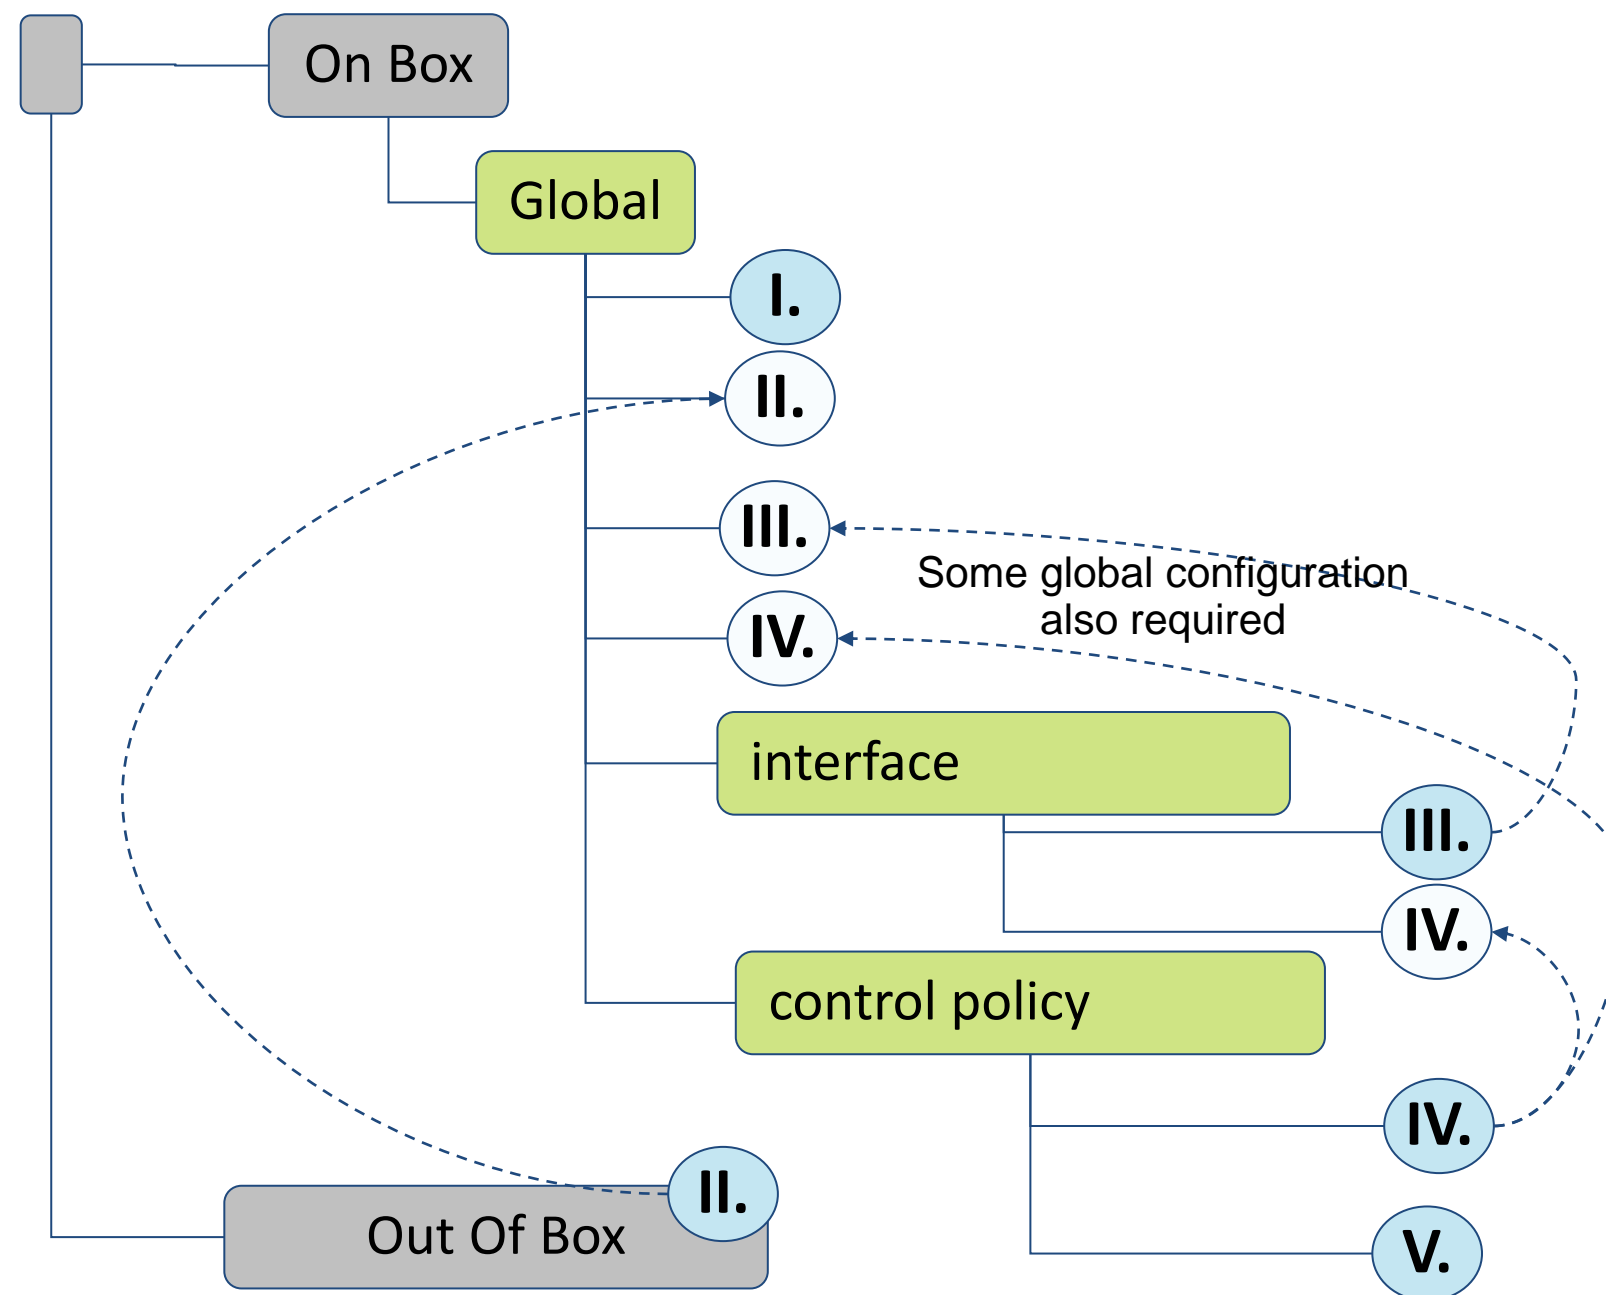 On Box
Global
I.
II.
III.
Some global configuration
also required
IV.
interface
III.
IV.
control policy
IV.
II.
Out Of Box
V.